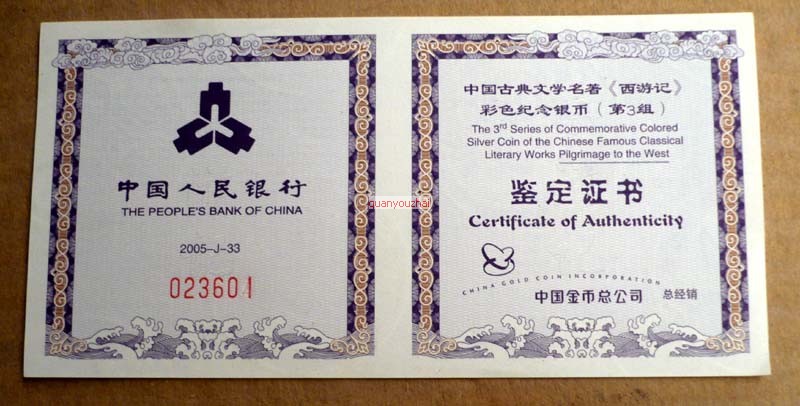 中国人民银行
THE PEOPLE'S BANK OF CHINA
2005-J-33
023601
quanyouzhai
中国古典文学名著《西游记》
彩色纪念银币（第3组）
The 3rd Series of Commemorative Colored
Silver Coin of the Chinese Famous Classical
Literary Works Pilgrimage to the West
鉴定证书
Certificate of Authenticity
CHINA GOLD COIN INCORPORATION
中国金币总公司 总经销